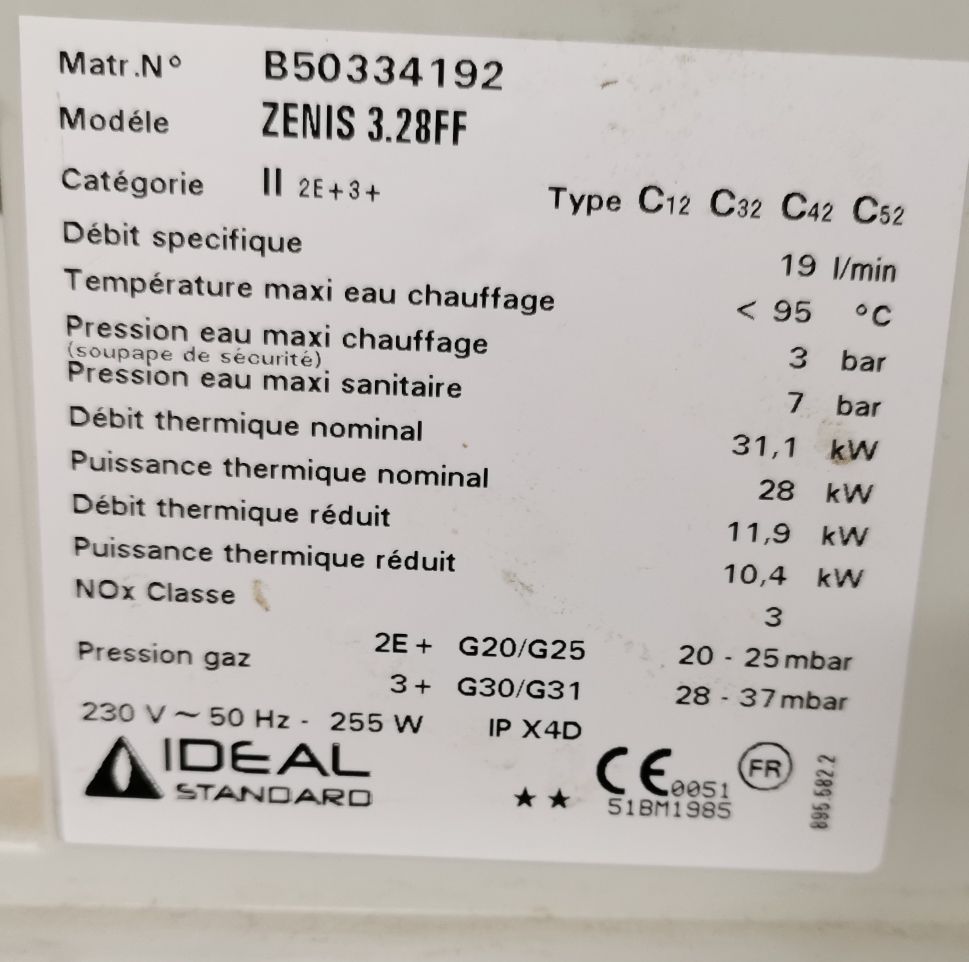 Matr.N° B50334192
Modéle ZENIS 3.28FF
Catégorie II 2E+3+ Type C12 C32 C42 C52
Débit specifique 19 l/min
Température maxi eau chauffage < 95 °C
Pression eau maxi chauffage 3 bar
(soupape de sécurité)
Pression eau maxi sanitaire 7 bar
Débit thermique nominal 31,1 kW
Puissance thermique nominal 28 kW
Débit thermique réduit 11,9 kW
Puissance thermique réduit 10,4 kW
NOx Classe 3
Pression gaz 2E+ G20/G25 20 - 25 mbar
3+ G30/G31 28 - 37 mbar
230 V ~ 50 Hz - 255 W IP X4D
IDEAL
STANDARD
★ ★ CE 0051 FR
51BM1985
895.682.2